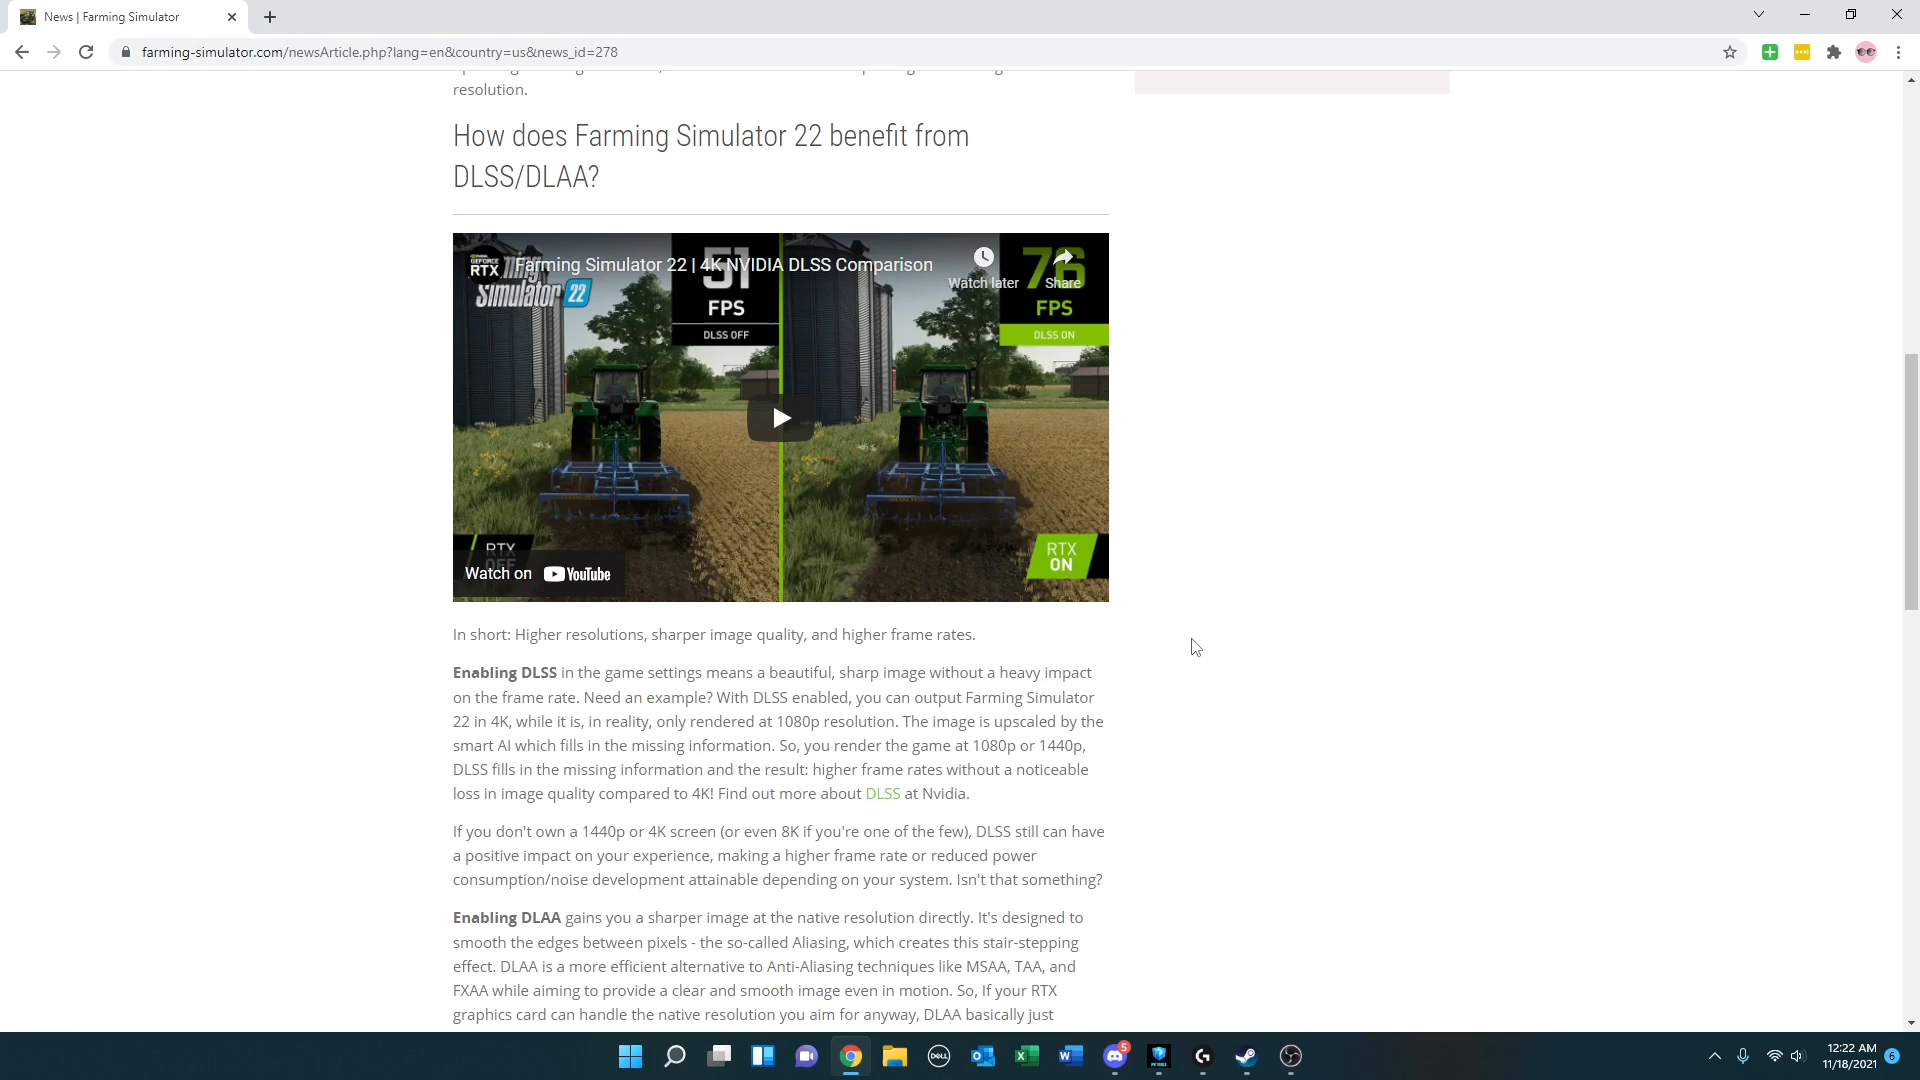 News | Farming Simulator
farming-simulator.com/newsArticle.php?lang=en&country=us&news_id=278
resolution.
How does Farming Simulator 22 benefit from
DLSS/DLAA?
Farming Simulator 22 | 4K NVIDIA DLSS Comparison
GEFORCE
RTX
Simulator 22
51
FPS
DLSS OFF
Watch later
Share
76
FPS
DLSS ON
RTX
OFF
Watch on YouTube
RTX
ON
In short: Higher resolutions, sharper image quality, and higher frame rates.
Enabling DLSS in the game settings means a beautiful, sharp image without a heavy impact
on the frame rate. Need an example? With DLSS enabled, you can output Farming Simulator
22 in 4K, while it is, in reality, only rendered at 1080p resolution. The image is upscaled by the
smart AI which fills in the missing information. So, you render the game at 1080p or 1440p,
DLSS fills in the missing information and the result: higher frame rates without a noticeable
loss in image quality compared to 4K! Find out more about DLSS at Nvidia.
If you don't own a 1440p or 4K screen (or even 8K if you're one of the few), DLSS still can have
a positive impact on your experience, making a higher frame rate or reduced power
consumption/noise development attainable depending on your system. Isn't that something?
Enabling DLAA gains you a sharper image at the native resolution directly. It's designed to
smooth the edges between pixels - the so-called Aliasing, which creates this stair-stepping
effect. DLAA is a more efficient alternative to Anti-Aliasing techniques like MSAA, TAA, and
FXAA while aiming to provide a clear and smooth image even in motion. So, If your RTX
graphics card can handle the native resolution you aim for anyway, DLAA basically just
DELL
5
12:22 AM
11/18/2021
6